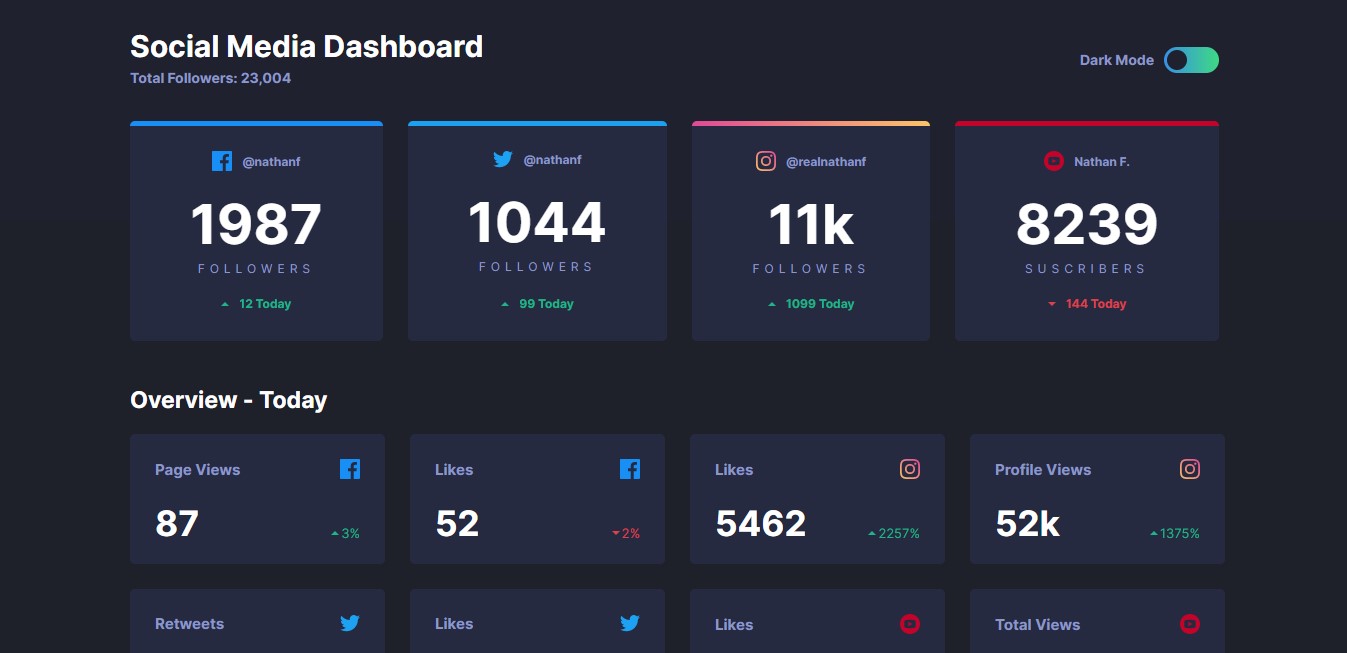 Social Media Dashboard
Total Followers: 23,004
Dark Mode
@nathanf
1987
FOLLOWERS
12 Today
@nathanf
1044
FOLLOWERS
99 Today
@realnathanf
11k
FOLLOWERS
1099 Today
Nathan F.
8239
SUSCRIBERS
144 Today
Overview - Today
Page Views
87
3%
Likes
52
2%
Likes
5462
2257%
Profile Views
52k
1375%
Retweets
Likes
Likes
Total Views